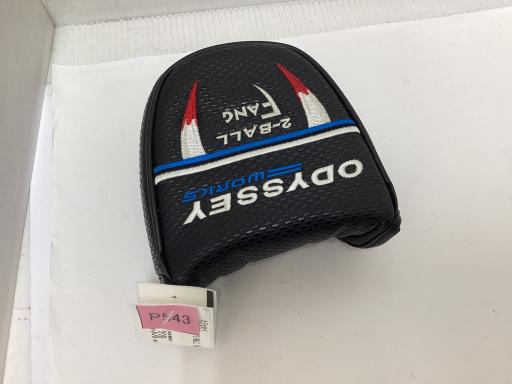 ODYSSEY
WORKS
2-BALL
FANG
P543